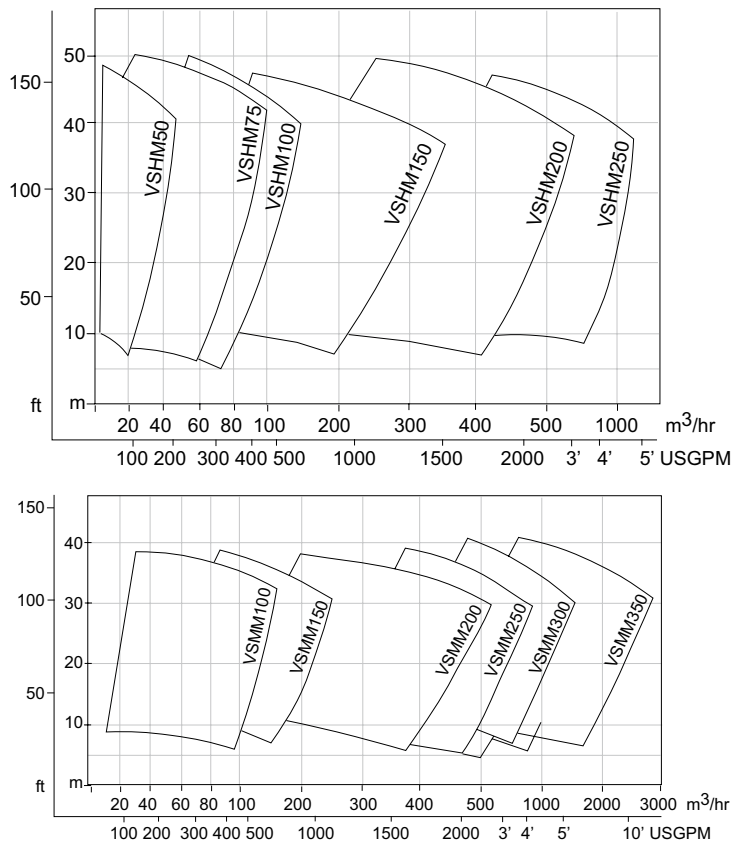 50
150
40
100
30
20
50
10
ft
m
VSHM50
VSHM75
VSHM100
VSHM150
VSHM200
VSHM250
20 40 60 80 100 200 300 400 500 1000 m³/hr
100 200 300 400 500 1000 1500 2000 3' 4' 5' USGPM
150
40
100
30
20
50
10
ft
m
VSMM100
VSMM150
VSMM200
VSMM250
VSMM300
VSMM350
20 40 60 80 100 200 300 400 500 1000 2000 3000 m³/hr
100 200 300 400 500 1000 1500 2000 3' 4' 5' 10' USGPM